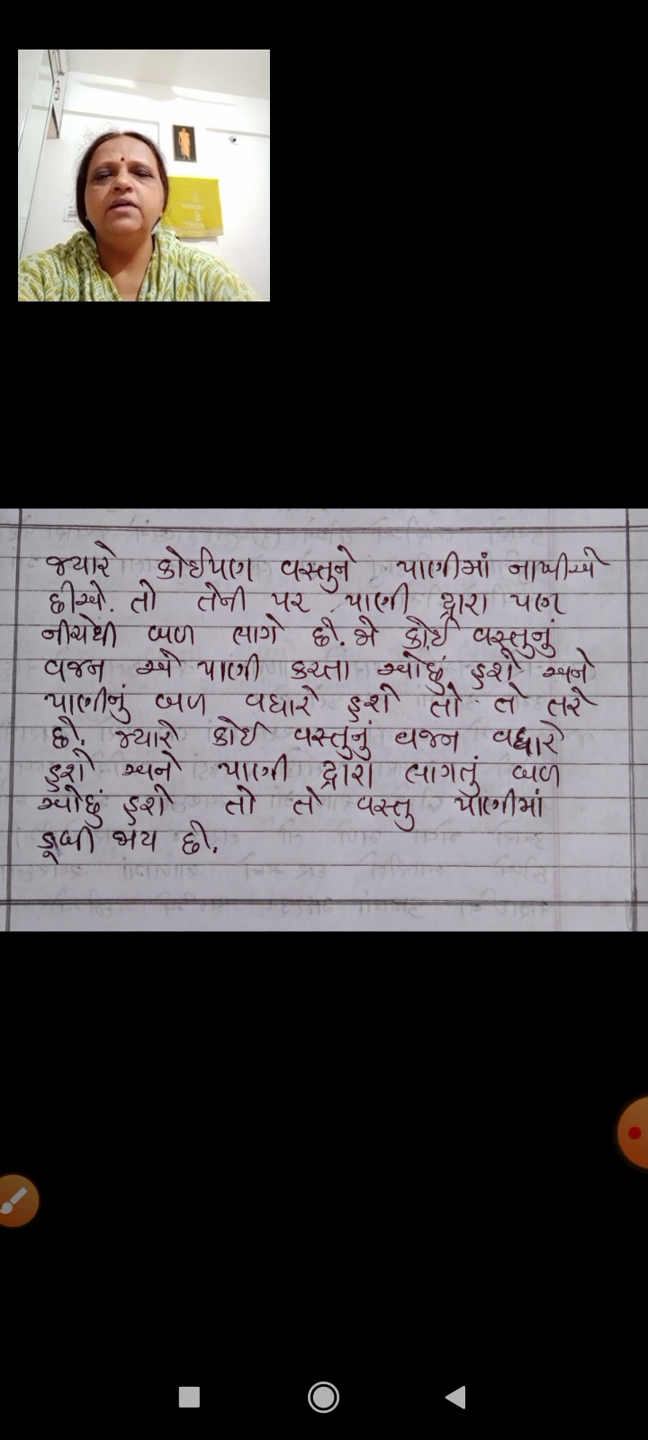 જ્યારે કોઈપણ વસ્તુને પાણીમાં નાખીએ
છીએ. તો તેની પર પાણી દ્વારા પણ
નીચેથી બળ લાગે છે. જો કોઈ વસ્તુનું
વજન એ પાણી કરતા ઓછું હશે અને
પાણીનું બળ વધારે હશે તો તે તરે
છે. જ્યારે કોઈ વસ્તુનું વજન વધારે
હશે અને પાણી દ્વારા લાગતું બળ
ઓછું હશે તો તે વસ્તુ પાણીમાં
ડૂબી જાય છે.